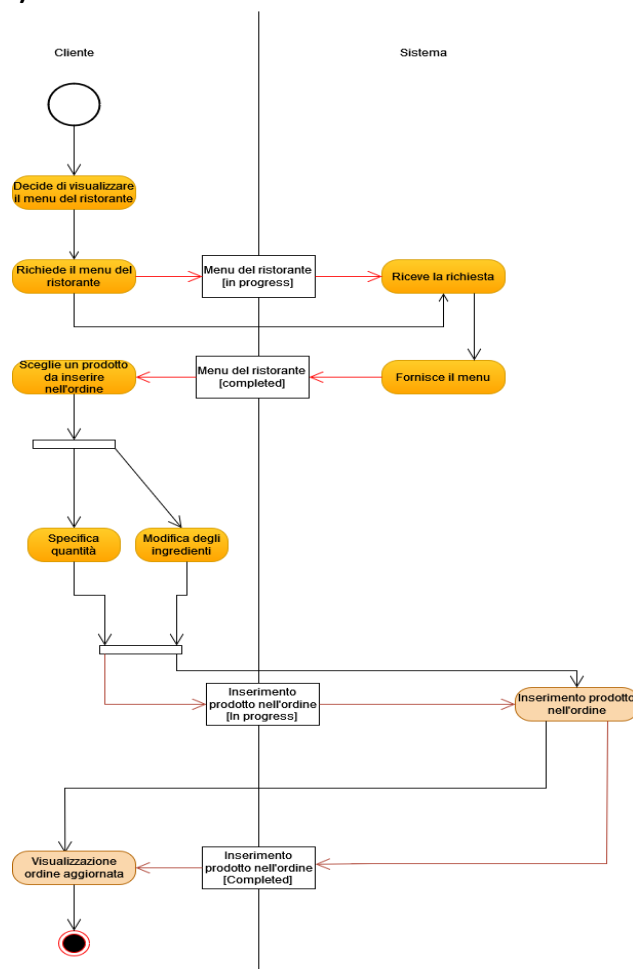 Cliente
Sistema
Decide di visualizzare
il menu del ristorante
Richiede il menu del
ristorante
Menu del ristorante
[in progress]
Riceve la richiesta
Sceglie un prodotto
da inserire
nell'ordine
Menu del ristorante
[completed]
Fornisce il menu
Specifica
quantità
Modifica degli
ingredienti
Inserimento
prodotto nell'ordine
[In progress]
Inserimento prodotto
nell'ordine
Visualizzazione
ordine aggiornata
Inserimento
prodotto nell'ordine
[Completed]